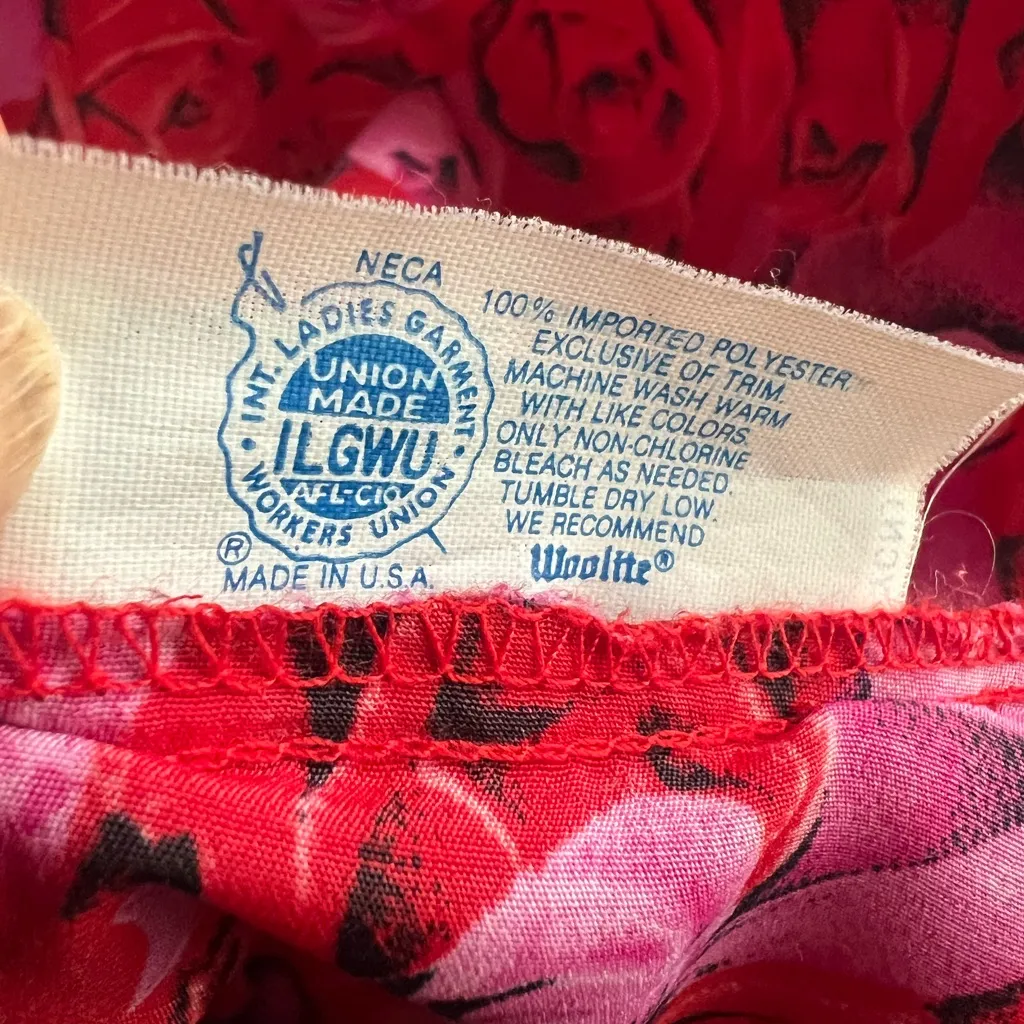 NECA
INT. LADIES GARMENT
UNION
MADE
ILGWU
AFL-CIO
• WORKERS UNION •
®
MADE IN U.S.A.
100% IMPORTED POLYESTER
EXCLUSIVE OF TRIM.
MACHINE WASH WARM
WITH LIKE COLORS.
ONLY NON-CHLORINE
BLEACH AS NEEDED.
TUMBLE DRY LOW.
WE RECOMMEND
Woolite®